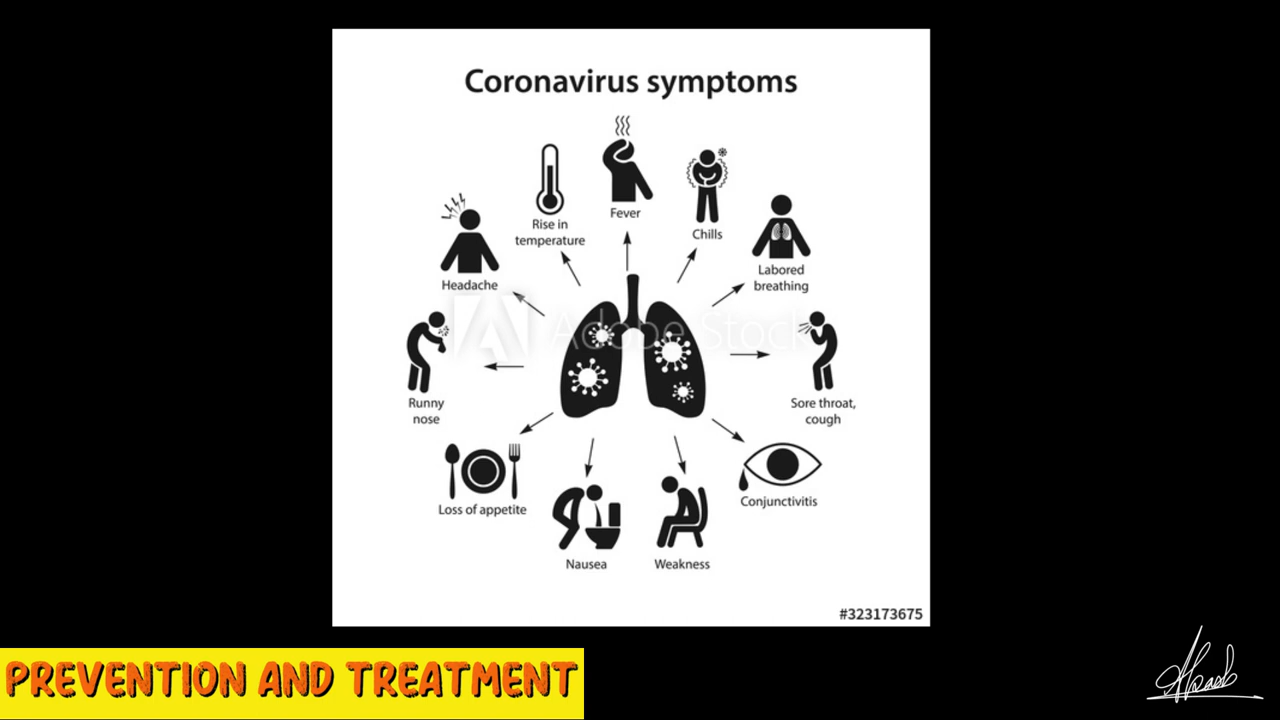 Coronavirus symptoms
Fever
Rise in
temperature
Chills
Headache
Labored
breathing
Adobe Stock
Runny
nose
Sore throat,
cough
Loss of appetite
Conjunctivitis
Nausea
Weakness
#323173675
PREVENTION AND TREATMENT